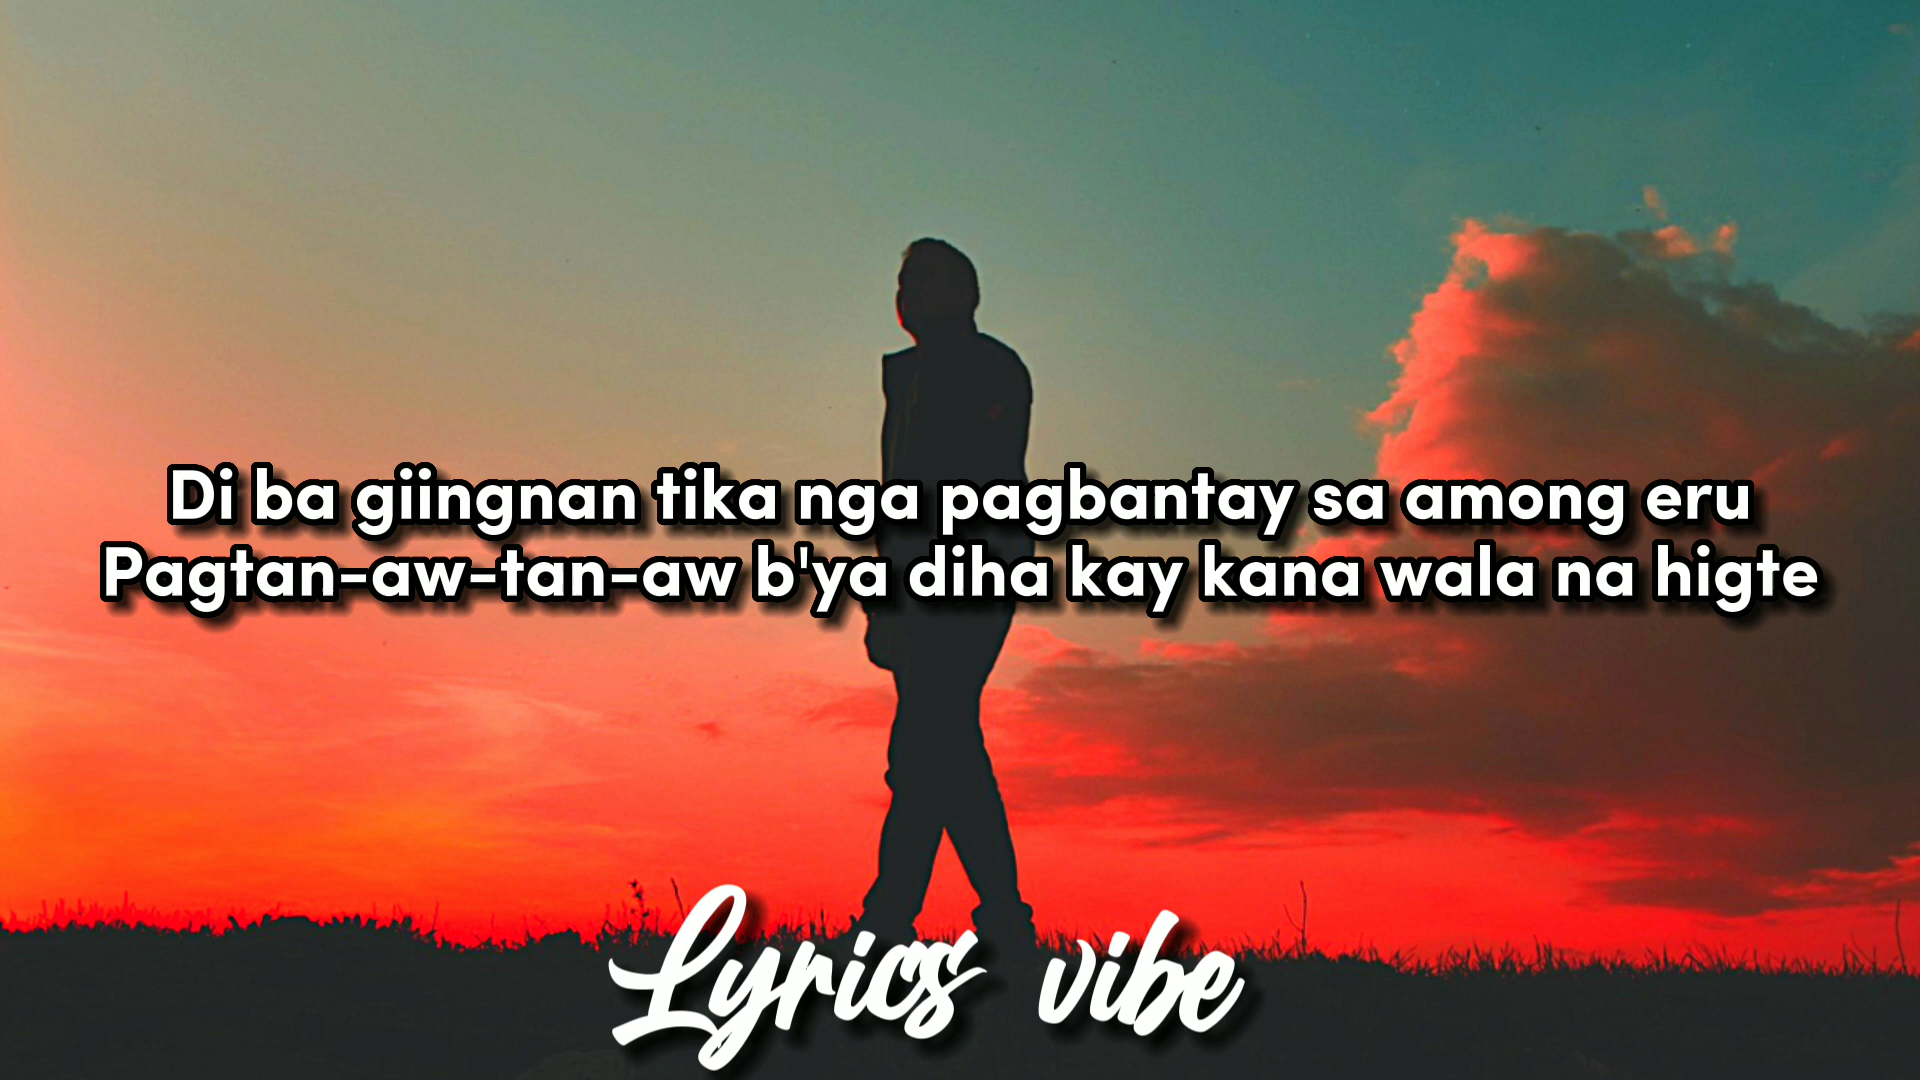 Di ba giingnan tika nga pagbantay sa among eru
Pagtan-aw-tan-aw b'ya diha kay kana wala na higte
Lyrics vibe